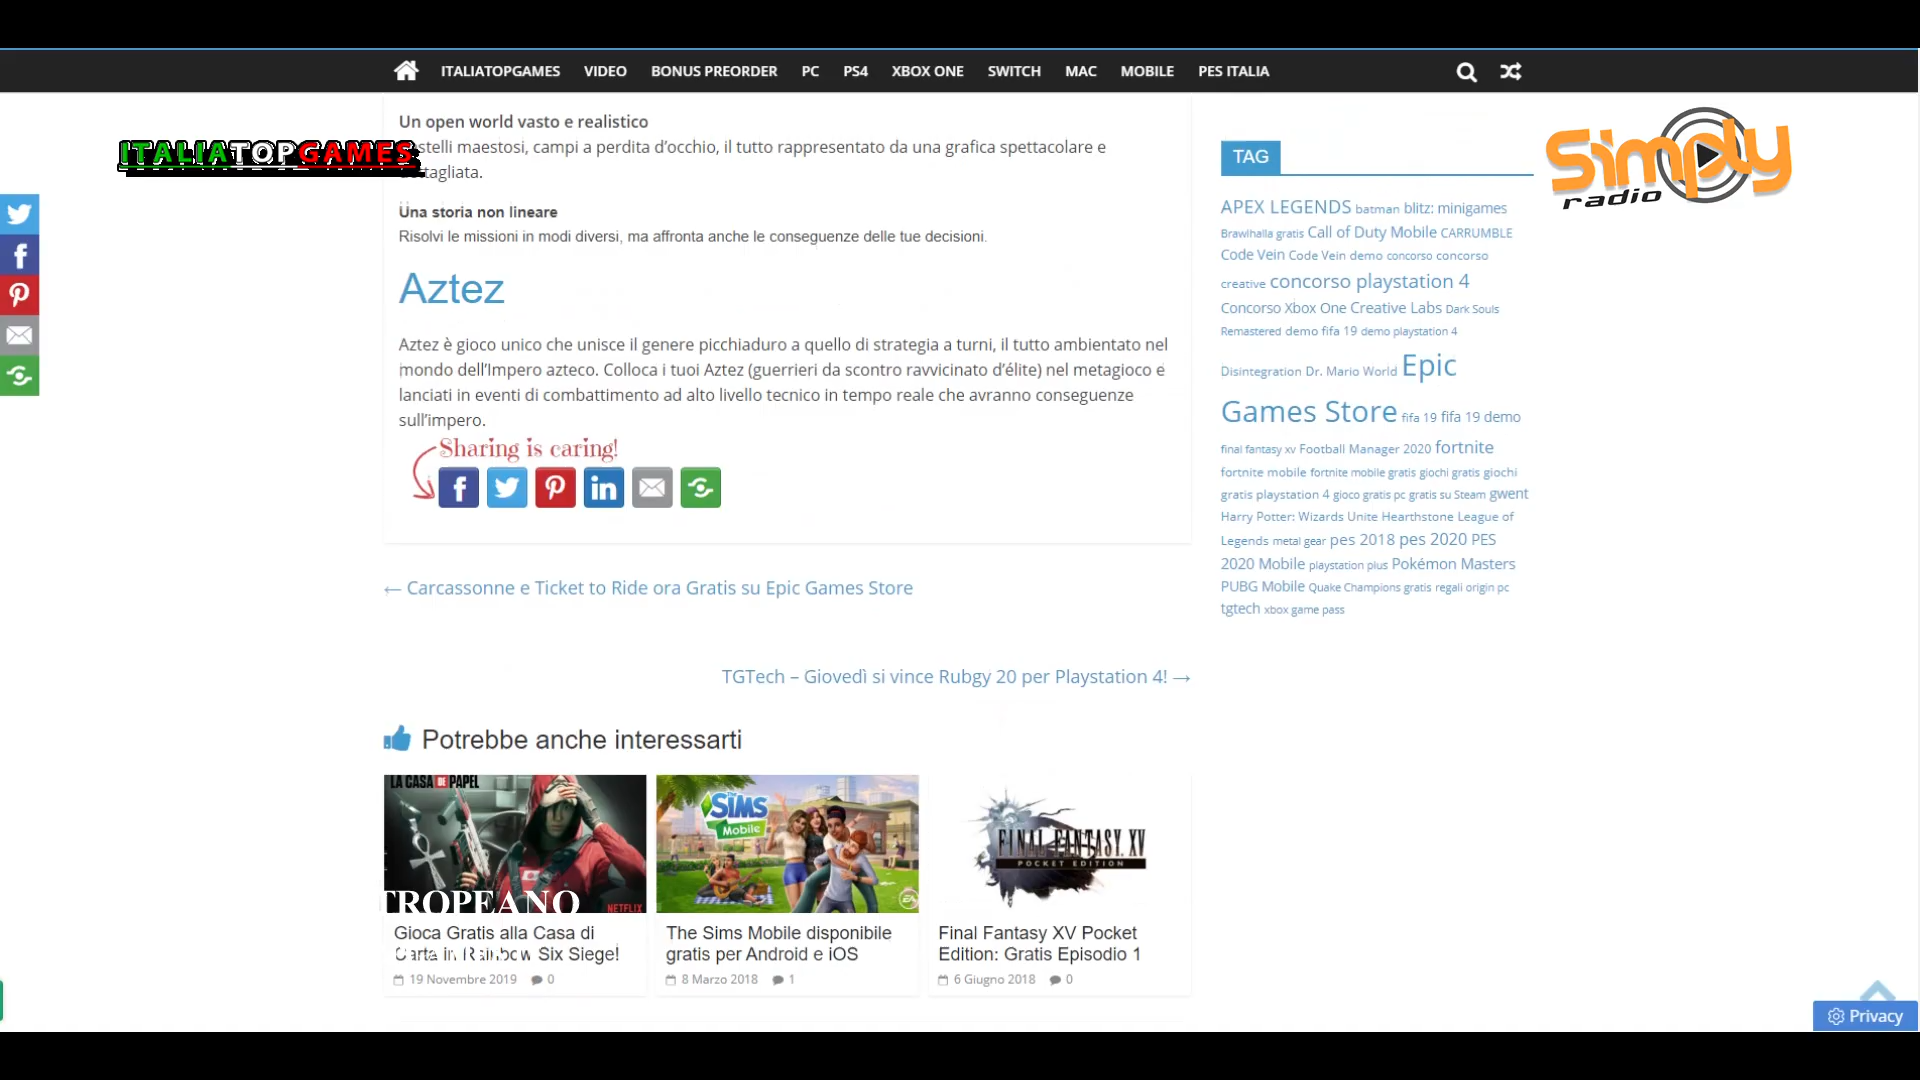 ITALIATOPGAMES VIDEO BONUS PREORDER PC PS4 XBOX ONE SWITCH MAC MOBILE PES ITALIA
ITALIATOPGAMES
Simply
radio
Un open world vasto e realistico
stelli maestosi, campi a perdita d’occhio, il tutto rappresentato da una grafica spettacolare e
tagliata.
Una storia non lineare
Risolvi le missioni in modi diversi, ma affronta anche le conseguenze delle tue decisioni.
Aztez
Aztez è gioco unico che unisce il genere picchiaduro a quello di strategia a turni, il tutto ambientato nel
mondo dell’Impero azteco. Colloca i tuoi Aztez (guerrieri da scontro ravvicinato d’élite) nel metagioco e
lanciati in eventi di combattimento ad alto livello tecnico in tempo reale che avranno conseguenze
sull’impero.
Sharing is caring!
← Carcassonne e Ticket to Ride ora Gratis su Epic Games Store
TGTech – Giovedì si vince Rubgy 20 per Playstation 4! →
Potrebbe anche interessarti
LA CASA DE PAPEL
NETFLIX
TROPEANO
Gioca Gratis alla Casa di
Carta in Rainbow Six Siege!
19 Novembre 2019 0
The SIMS
Mobile
EA
The Sims Mobile disponibile
gratis per Android e iOS
8 Marzo 2018 1
FINAL FANTASY XV
POCKET EDITION
Final Fantasy XV Pocket
Edition: Gratis Episodio 1
6 Giugno 2018 0
TAG
APEX LEGENDS batman blitz: minigames
Brawlhalla gratis Call of Duty Mobile CARRUMBLE
Code Vein Code Vein demo concorso concorso
creative concorso playstation 4
Concorso Xbox One Creative Labs Dark Souls
Remastered demo fifa 19 demo playstation 4
Disintegration Dr. Mario World Epic
Games Store fifa 19 fifa 19 demo
final fantasy xv Football Manager 2020 fortnite
fortnite mobile fortnite mobile gratis giochi gratis giochi
gratis playstation 4 gioco gratis pc gratis su Steam gwent
Harry Potter: Wizards Unite Hearthstone League of
Legends metal gear pes 2018 pes 2020 PES
2020 Mobile playstation plus Pokémon Masters
PUBG Mobile Quake Champions gratis regali origin pc
tgtech xbox game pass
Privacy